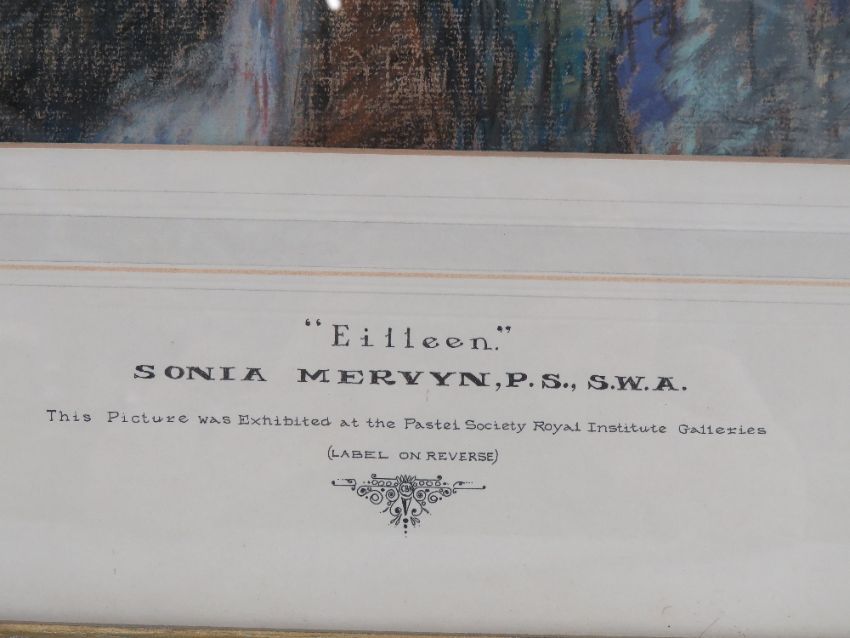 "Eilleen."
SONIA MERVYN, P.S., S.W.A.
This Picture was Exhibited at the Pastel Society Royal Institute Galleries
(LABEL ON REVERSE)